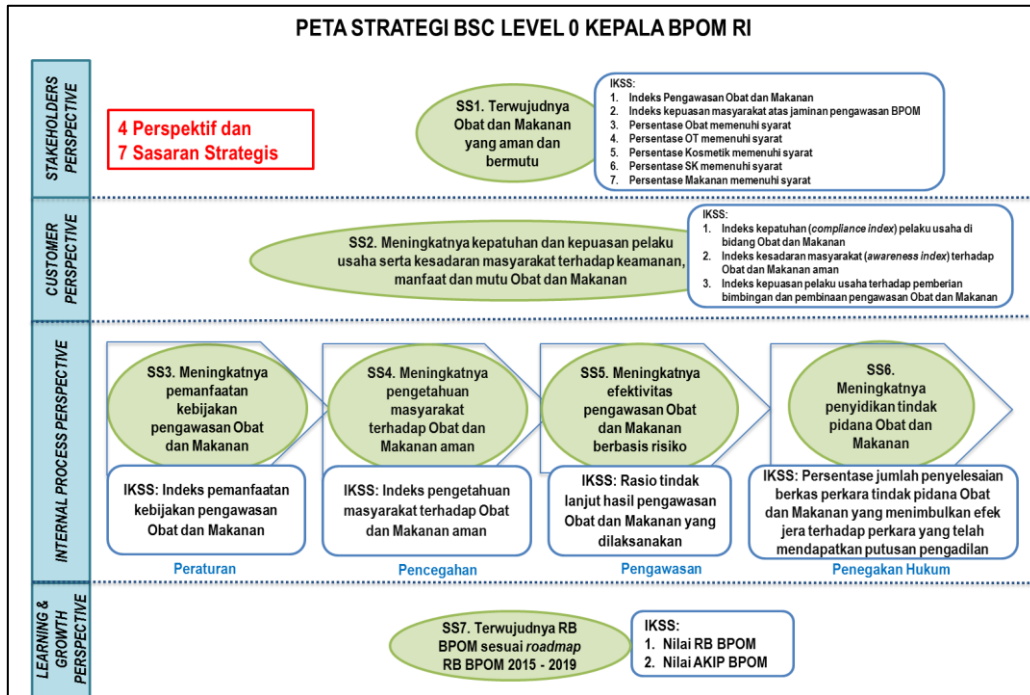 PETA STRATEGI BSC LEVEL 0 KEPALA BPOM RI
STAKEHOLDERS
PERSPECTIVE
4 Perspektif dan
7 Sasaran Strategis
SS1. Terwujudnya
Obat dan Makanan
yang aman dan
bermutu
IKSS:
1. Indeks Pengawasan Obat dan Makanan
2. Indeks kepuasan masyarakat atas jaminan pengawasan BPOM
3. Persentase Obat memenuhi syarat
4. Persentase OT memenuhi syarat
5. Persentase Kosmetik memenuhi syarat
6. Persentase SK memenuhi syarat
7. Persentase Makanan memenuhi syarat
CUSTOMER
PERSPECTIVE
SS2. Meningkatnya kepatuhan dan kepuasan pelaku
usaha serta kesadaran masyarakat terhadap keamanan,
manfaat dan mutu Obat dan Makanan
IKSS:
1. Indeks kepatuhan (compliance index) pelaku usaha di
bidang Obat dan Makanan
2. Indeks kesadaran masyarakat (awareness index) terhadap
Obat dan Makanan aman
3. Indeks kepuasan pelaku usaha terhadap pemberian
bimbingan dan pembinaan pengawasan Obat dan Makanan
INTERNAL PROCESS PERSPECTIVE
SS3. Meningkatnya
pemanfaatan
kebijakan
pengawasan Obat
dan Makanan
IKSS: Indeks pemanfaatan
kebijakan pengawasan Obat
dan Makanan
Peraturan
SS4. Meningkatnya
pengetahuan
masyarakat
terhadap Obat dan
Makanan aman
IKSS: Indeks pengetahuan
masyarakat terhadap Obat
dan Makanan aman
Pencegahan
SS5. Meningkatnya
efektivitas
pengawasan Obat
dan Makanan
berbasis risiko
IKSS: Rasio tindak
lanjut hasil pengawasan
Obat dan Makanan yang
dilaksanakan
Pengawasan
SS6.
Meningkatnya
penyidikan tindak
pidana Obat dan
Makanan
IKSS: Persentase jumlah penyelesaian
berkas perkara tindak pidana Obat
dan Makanan yang menimbulkan efek
jera terhadap perkara yang telah
mendapatkan putusan pengadilan
Penegakan Hukum
LEARNING &
GROWTH
PERSPECTIVE
SS7. Terwujudnya RB
BPOM sesuai roadmap
RB BPOM 2015 - 2019
IKSS:
1. Nilai RB BPOM
2. Nilai AKIP BPOM